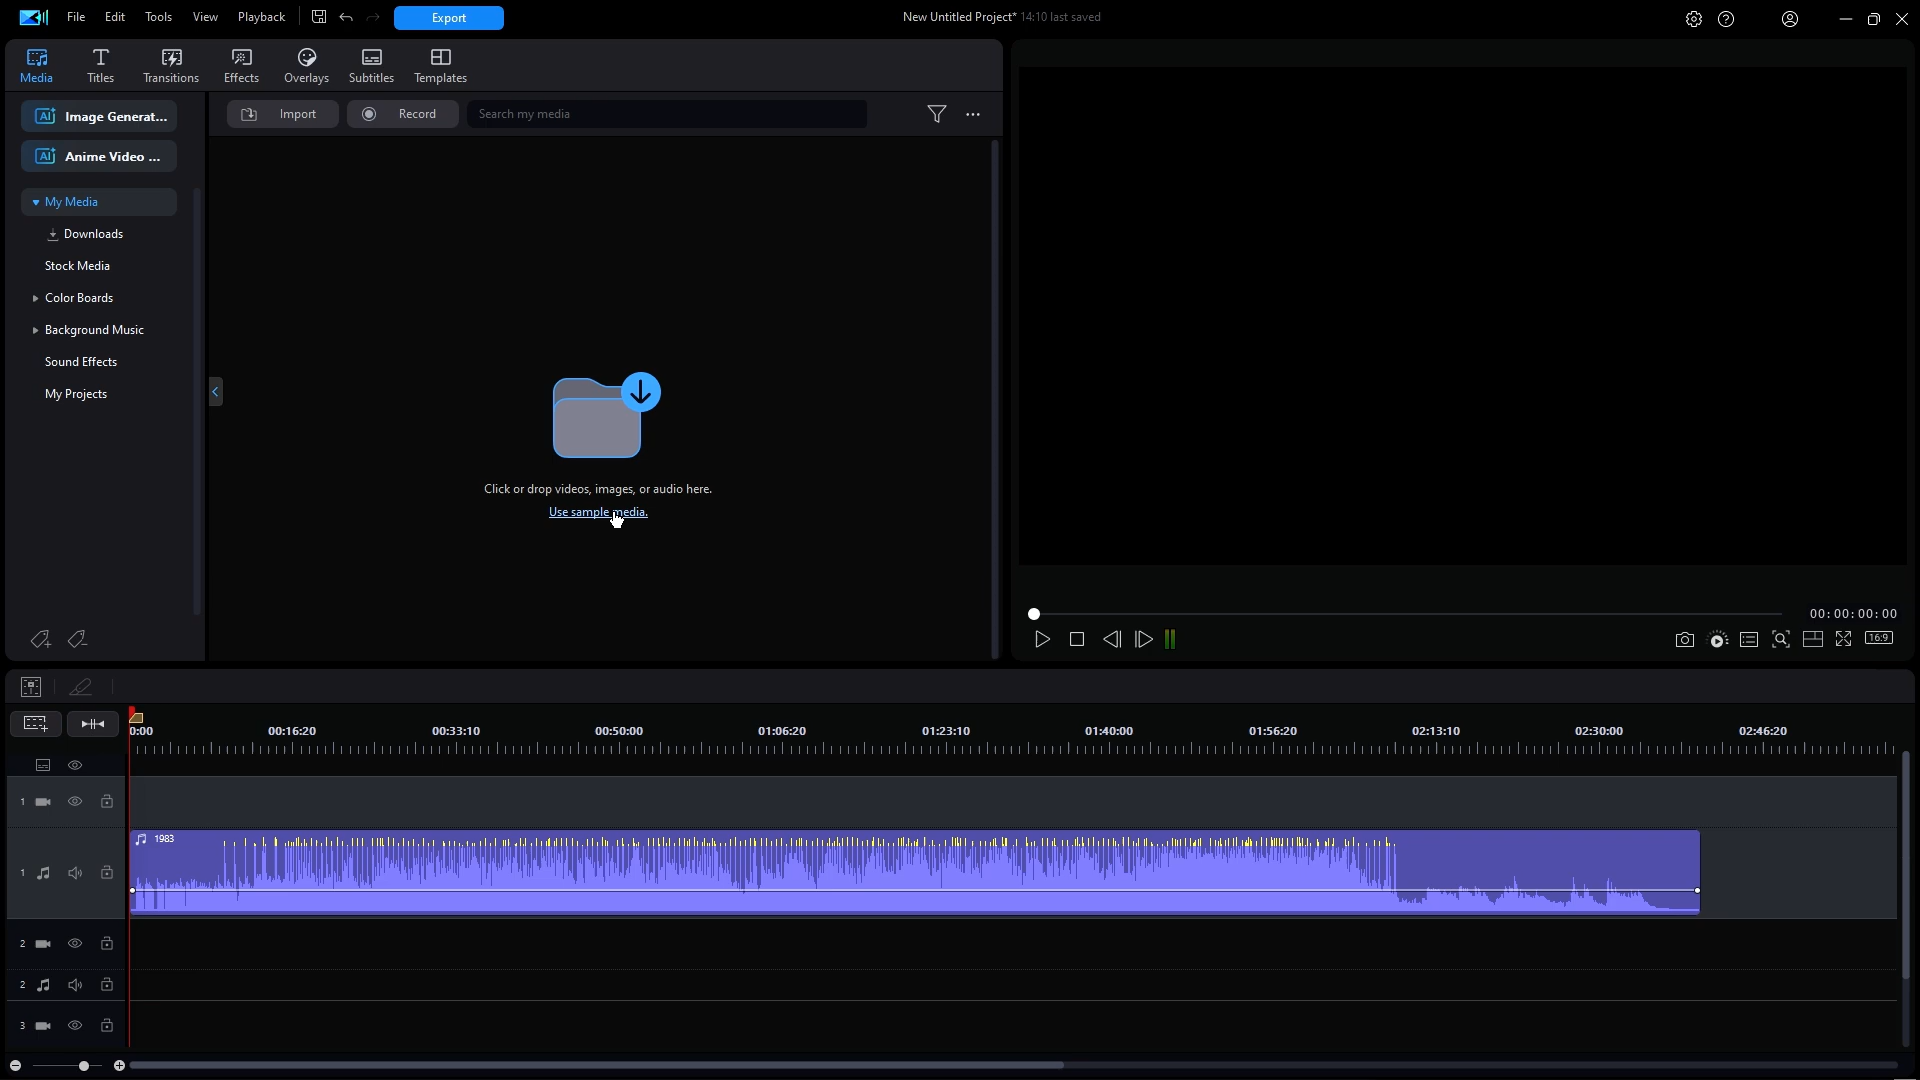 File Edit Tools View Playback Export New Untitled Project* 14:10 last saved
Media Titles Transitions Effects Overlays Subtitles Templates
AI Image Generat... Import Record Search my media
AI Anime Video ...
My Media
Downloads
Stock Media
Color Boards
Background Music
Sound Effects
My Projects
Click or drop videos, images, or audio here.
Use sample media.
00:00:00:00
16:9
0:00 00:16:20 00:33:10 00:50:00 01:06:20 01:23:10 01:40:00 01:56:20 02:13:10 02:30:00 02:46:20
1
1983
1
2
2
3